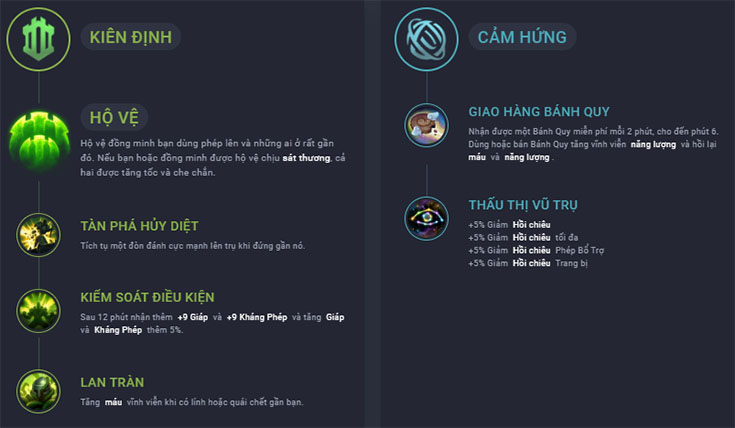 KIÊN ĐỊNH
HỘ VỆ
Hộ vệ đồng minh bạn dùng phép lên và những ai ở rất gần
đó. Nếu bạn hoặc đồng minh được hộ vệ chịu sát thương, cả
hai được tăng tốc và che chắn.
TÀN PHÁ HỦY DIỆT
Tích tụ một đòn đánh cực mạnh lên trụ khi đứng gần nó.
KIỂM SOÁT ĐIỀU KIỆN
Sau 12 phút nhận thêm +9 Giáp và +9 Kháng Phép và tăng Giáp
và Kháng Phép thêm 5%.
LAN TRÀN
Tăng máu vĩnh viễn khi có lính hoặc quái chết gần bạn.
CẢM HỨNG
GIAO HÀNG BÁNH QUY
Nhận được một Bánh Quy miễn phí mỗi 2 phút, cho đến phút 6.
Dùng hoặc bán Bánh Quy tăng vĩnh viễn năng lượng và hồi lại
máu và năng lượng .
THẤU THỊ VŨ TRỤ
+5% Giảm Hồi chiêu
+5% Giảm Hồi chiêu tối đa
+5% Giảm Hồi chiêu Phép Bổ Trợ
+5% Giảm Hồi chiêu Trang bị